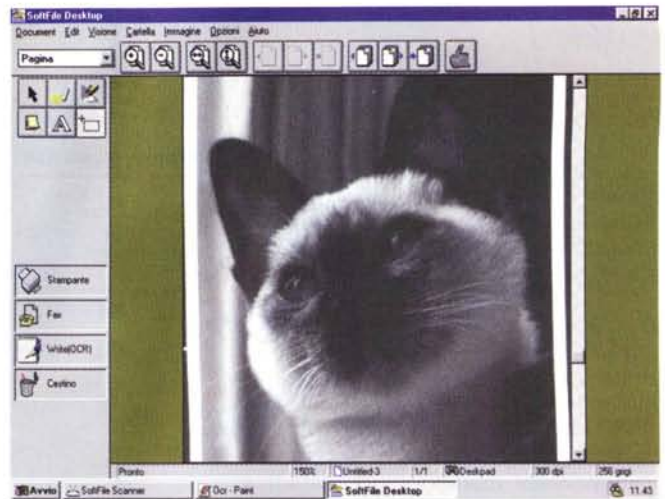 SoftFile Desktop
Document Edit Visione Cartella Immagine Opzioni Aiuto
Pagina
A
Stampante
Fax
Write(OCR)
Cestino
Pronto 150% Untitled-3 1/1 Deskpad 300 dpi 256 grigi
Avvio SoftFile Scanner Ocr - Paint SoftFile Desktop 11.43